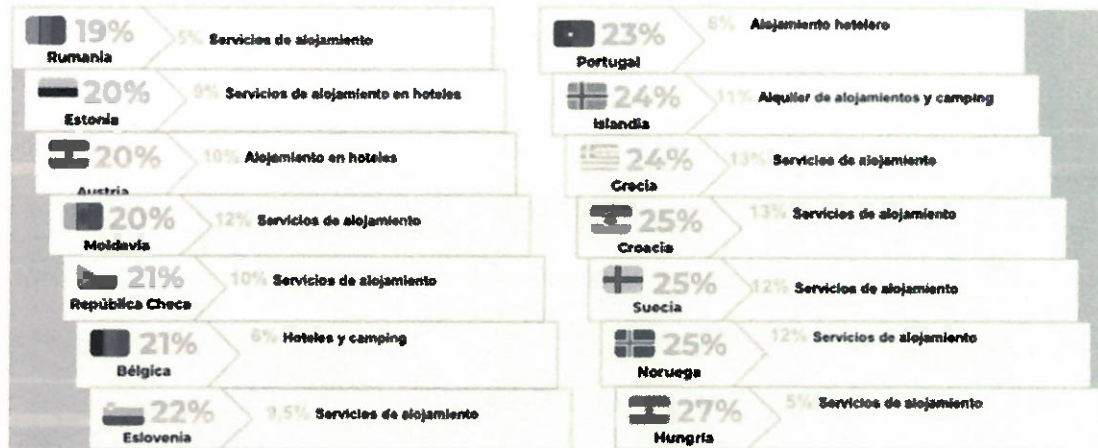 19% 5% Servicios de alojamiento
Rumania
20% 9% Servicios de alojamiento en hoteles
Estonia
20% 10% Alojamiento en hoteles
Austria
20% 12% Servicios de alojamiento
Moldavia
21% 10% Servicios de alojamiento
República Checa
21% 6% Hoteles y camping
Bélgica
22% 9,5% Servicios de alojamiento
Eslovenia
23% 6% Alojamiento hotelero
Portugal
24% 11% Alquiler de alojamientos y camping
Islandia
24% 13% Servicios de alojamiento
Grecia
25% 13% Servicios de alojamiento
Croacia
25% 12% Servicios de alojamiento
Suecia
25% 12% Servicios de alojamiento
Noruega
27% 5% Servicios de alojamiento
Hungría